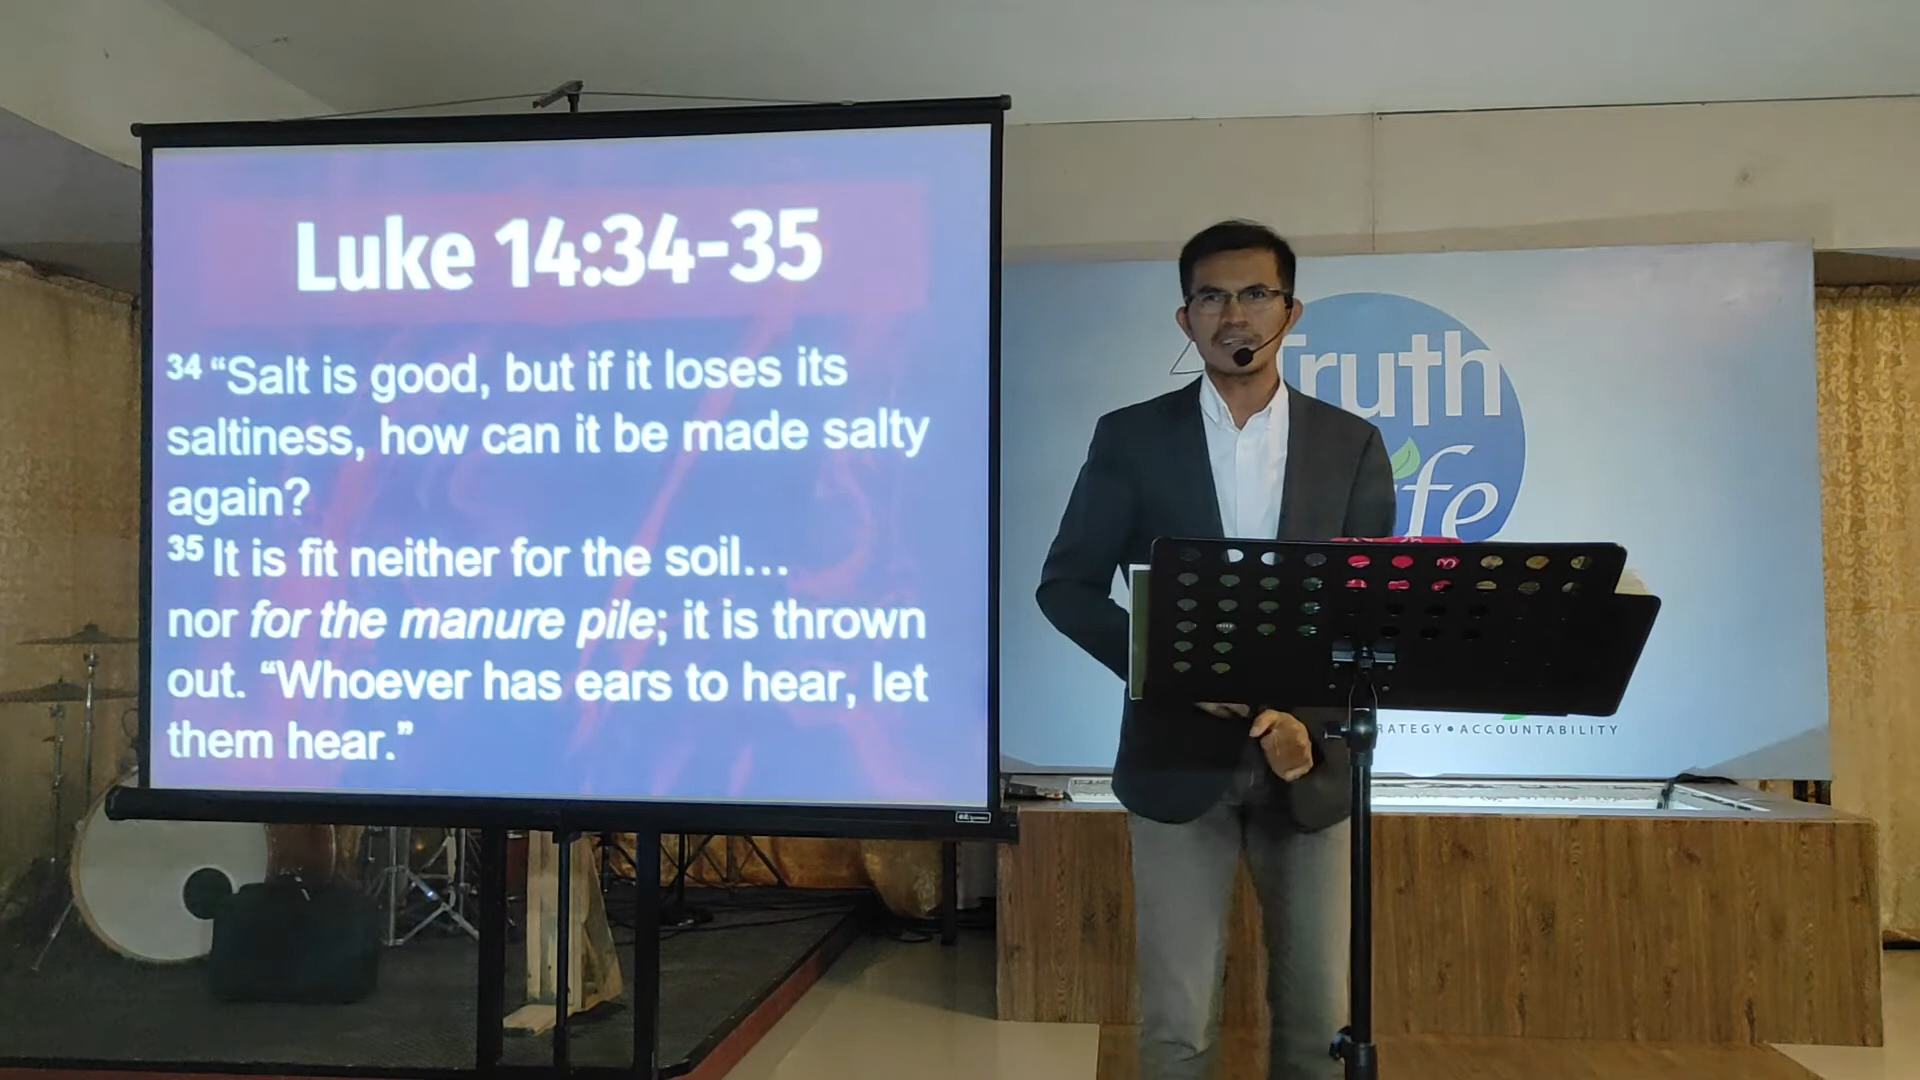 Luke 14:34-35
34 “Salt is good, but if it loses its
saltiness, how can it be made salty
again?
35 It is fit neither for the soil…
nor for the manure pile; it is thrown
out. “Whoever has ears to hear, let
them hear.”
Truth
ife
RATEGY•ACCOUNTABILITY